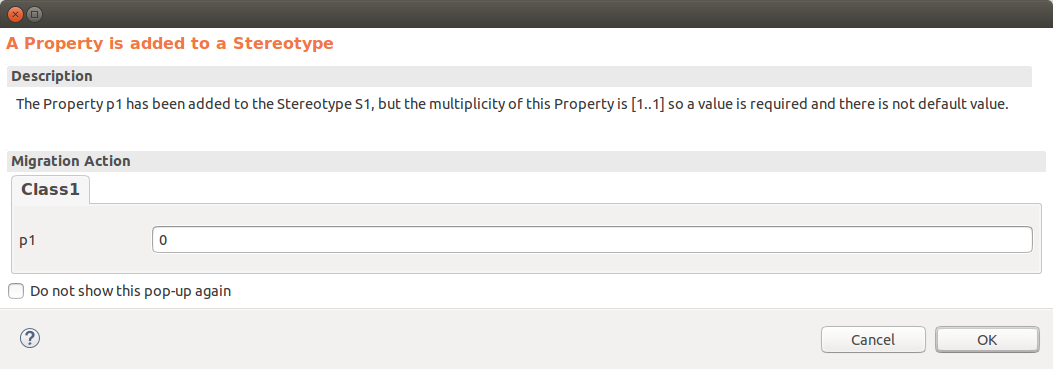 A Property is added to a Stereotype
Description
The Property p1 has been added to the Stereotype S1, but the multiplicity of this Property is [1..1] so a value is required and there is not default value.
Migration Action
Class1
p1
0
Do not show this pop-up again
?
Cancel
OK